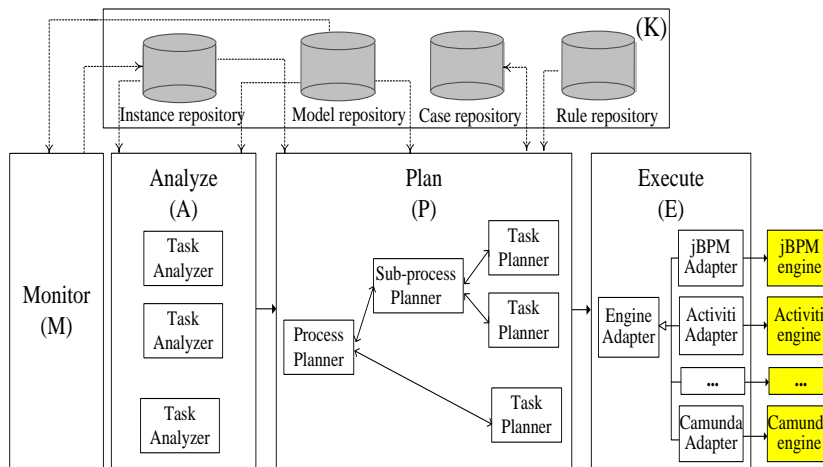 (K)
Instance repository
Model repository
Case repository
Rule repository
Monitor
(M)
Analyze
(A)
Task
Analyzer
Task
Analyzer
Task
Analyzer
Plan
(P)
Process
Planner
Sub-process
Planner
Task
Planner
Task
Planner
Task
Planner
Execute
(E)
Engine
Adapter
jBPM
Adapter
Activiti
Adapter
...
Camunda
Adapter
jBPM
engine
Activiti
engine
...
Camunda
engine